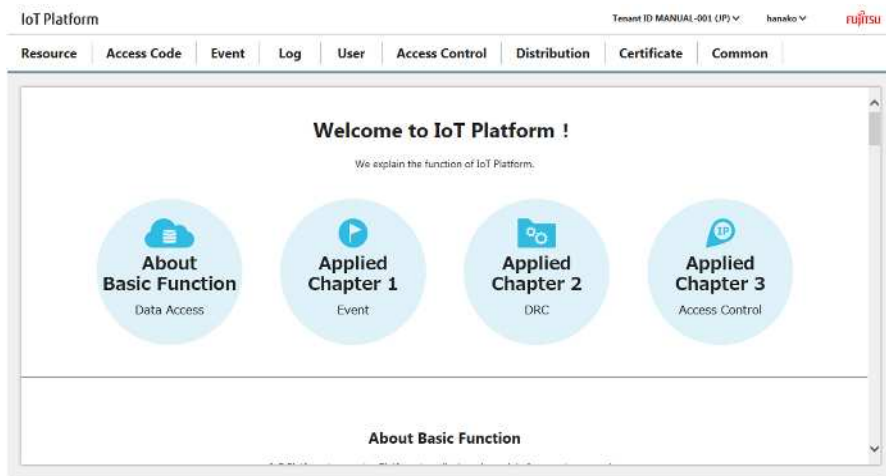 IoT Platform
Tenant ID MANUAL-001 (JP)
hanako
FUJITSU
Resource Access Code Event Log User Access Control Distribution Certificate Common
Welcome to IoT Platform !
We explain the function of IoT Platform.
About Basic Function
Data Access
Applied Chapter 1
Event
Applied Chapter 2
DRC
IP
Applied Chapter 3
Access Control
About Basic Function